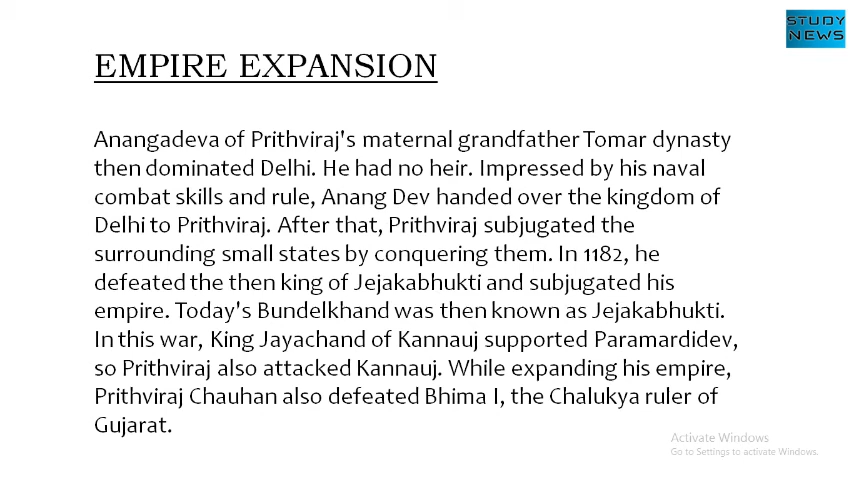 STUDY
NEWS
EMPIRE EXPANSION
Anangadeva of Prithviraj's maternal grandfather Tomar dynasty
then dominated Delhi. He had no heir. Impressed by his naval
combat skills and rule, Anang Dev handed over the kingdom of
Delhi to Prithviraj. After that, Prithviraj subjugated the
surrounding small states by conquering them. In 1182, he
defeated the then king of Jejakabhukti and subjugated his
empire. Today's Bundelkhand was then known as Jejakabhukti.
In this war, King Jayachand of Kannauj supported Paramardidev,
so Prithviraj also attacked Kannauj. While expanding his empire,
Prithviraj Chauhan also defeated Bhima I, the Chalukya ruler of
Gujarat.
Activate Windows
Go to Settings to activate Windows.